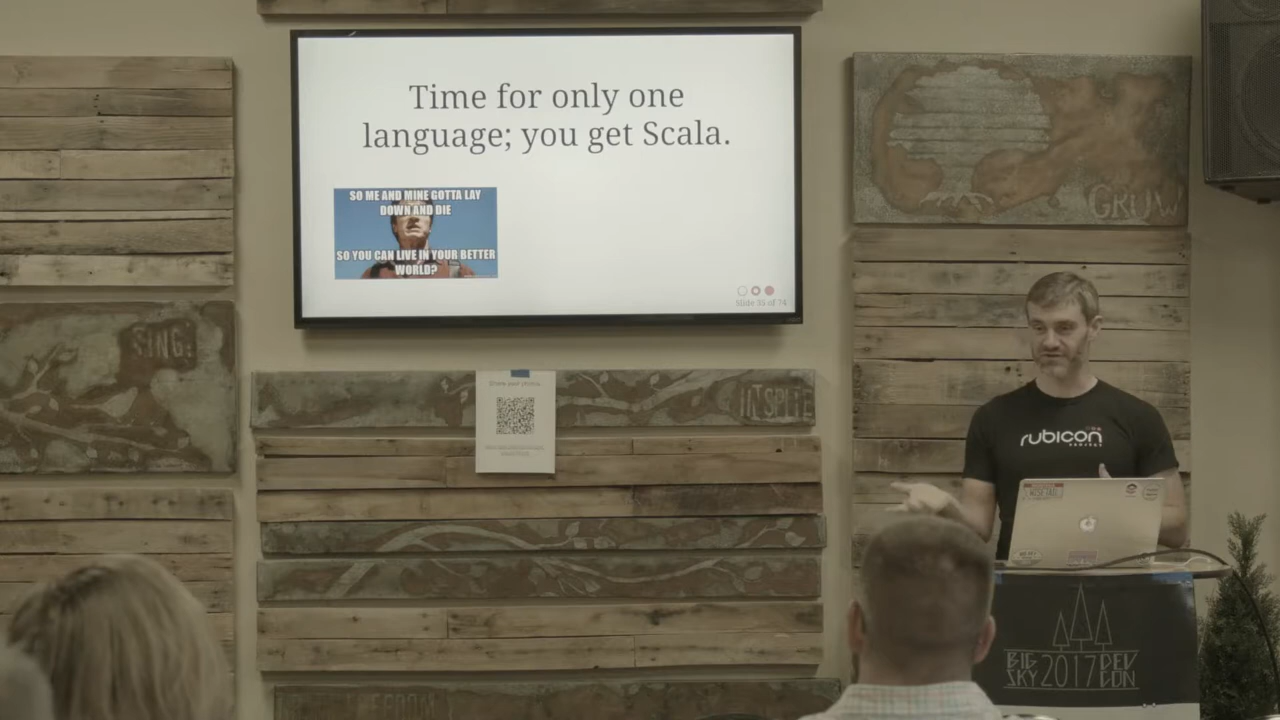 Time for only one
language; you get Scala.
SO ME AND MINE GOTTA LAY
DOWN AND DIE
SO YOU CAN LIVE IN YOUR BETTER
WORLD?
Slide 35 of 74
GROW
SING!
INSPIRE
rubicon
PROJECT
BIG
SKY
2017
DEV
CON